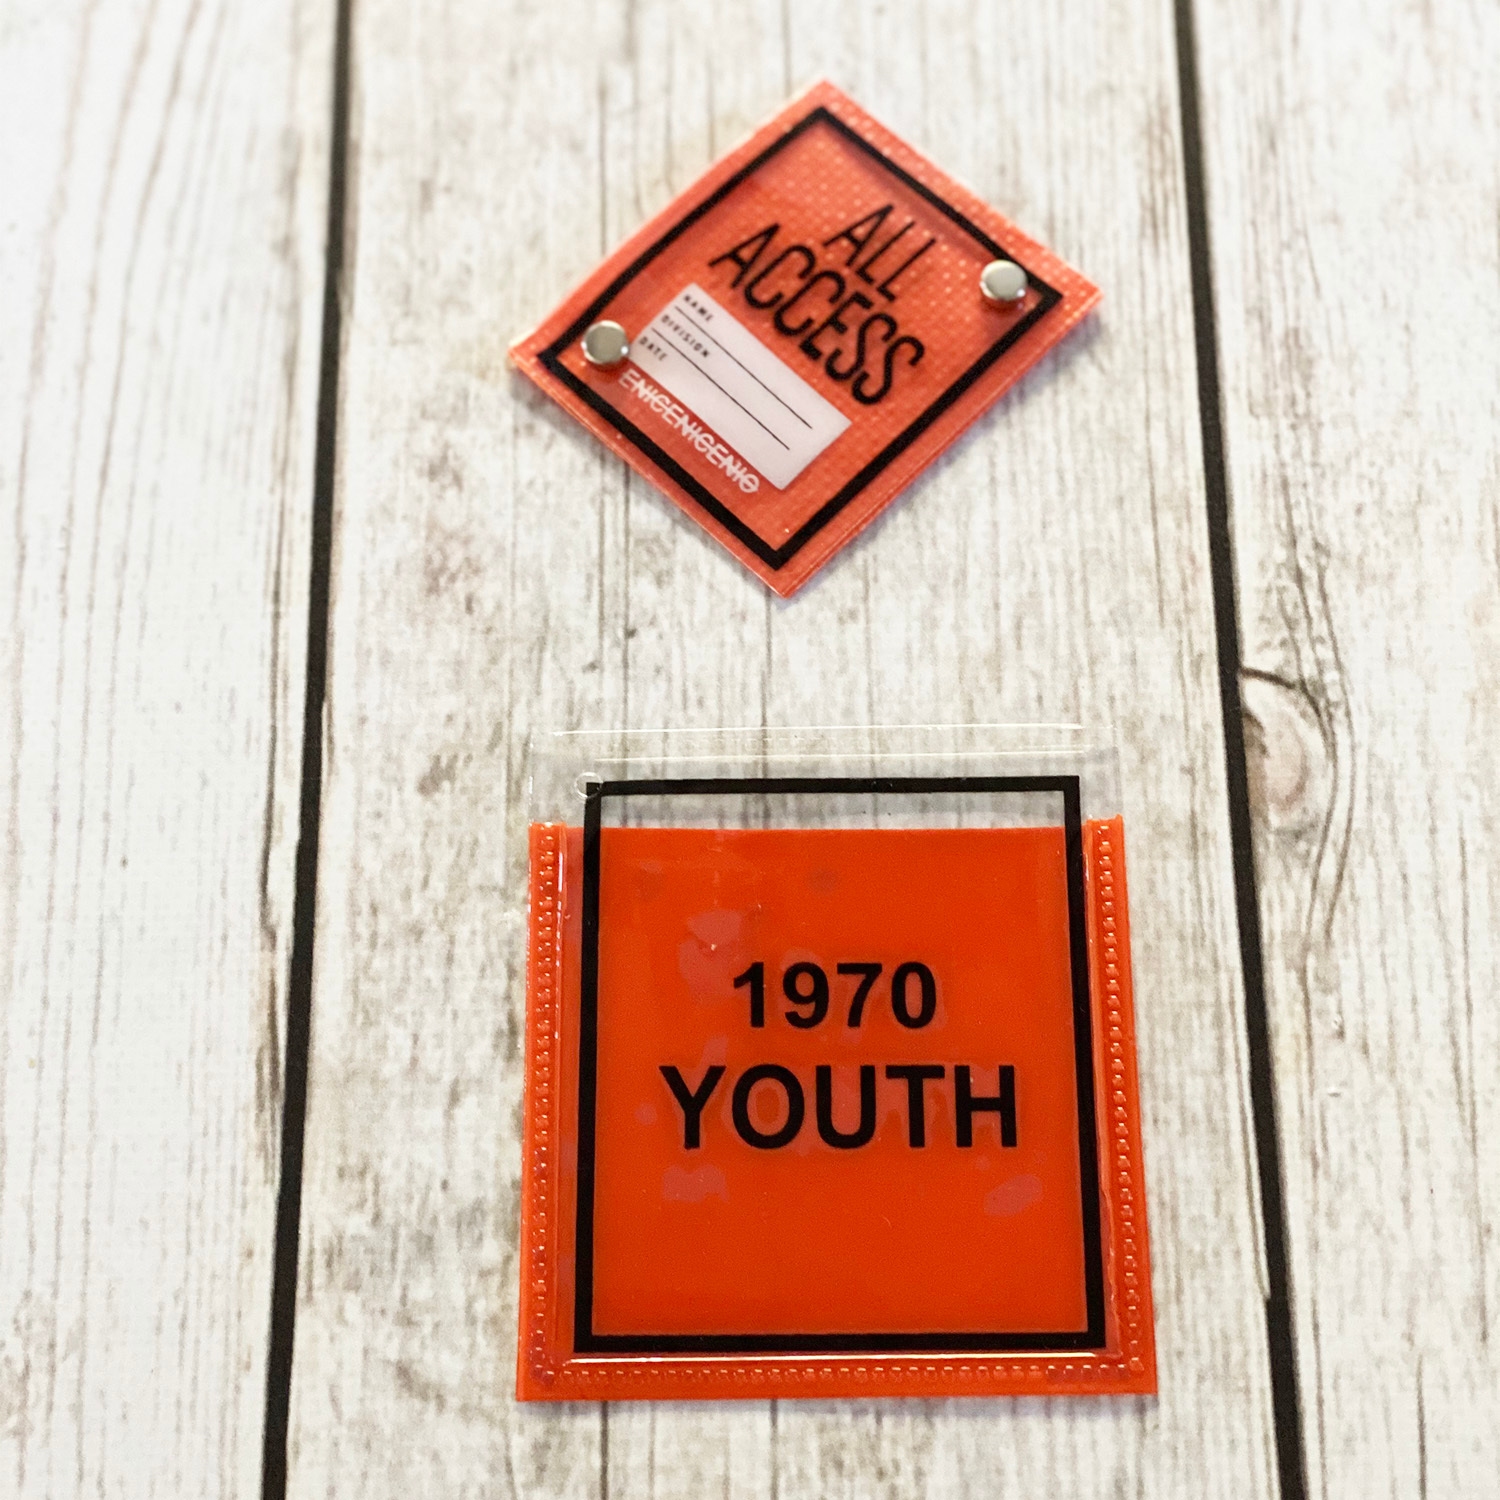 ALL
ACCESS
NAME
DIVISION
DATE
1970
YOUTH